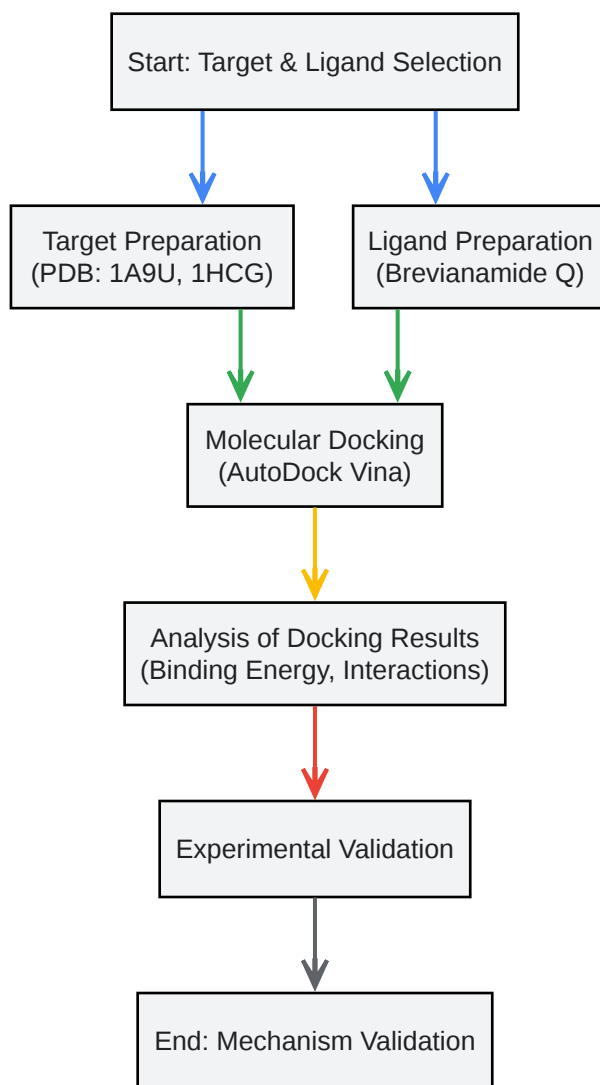 Start: Target & Ligand Selection
Target Preparation
(PDB: 1A9U, 1HCG)
Ligand Preparation
(Brevianamide Q)
Molecular Docking
(AutoDock Vina)
Analysis of Docking Results
(Binding Energy, Interactions)
Experimental Validation
End: Mechanism Validation